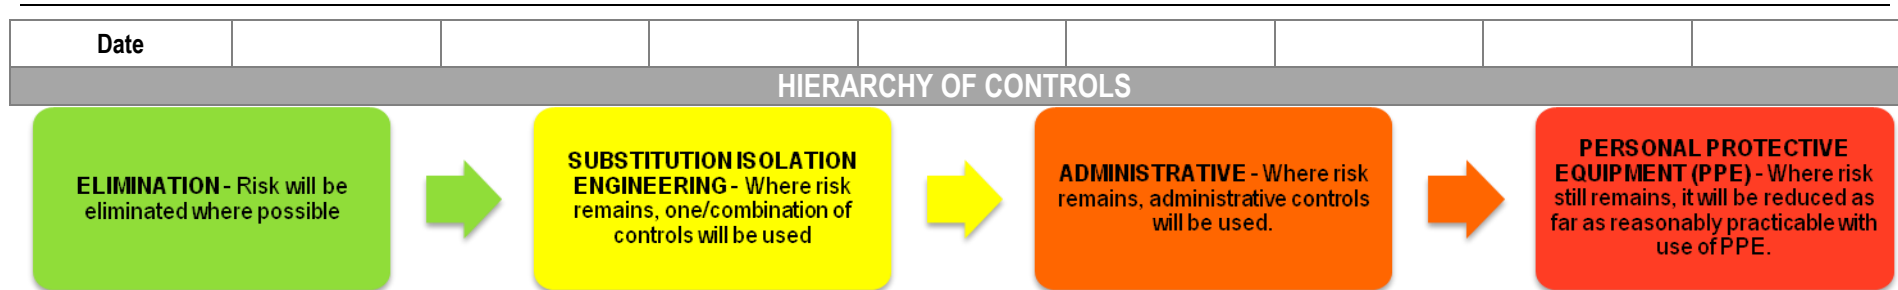 Date
HIERARCHY OF CONTROLS
ELIMINATION - Risk will be
eliminated where possible
SUBSTITUTION ISOLATION
ENGINEERING - Where risk
remains, one/combination of
controls will be used
ADMINISTRATIVE - Where risk
remains, administrative controls
will be used.
PERSONAL PROTECTIVE
EQUIPMENT (PPE) - Where risk
still remains, it will be reduced as
far as reasonably practicable with
use of PPE.